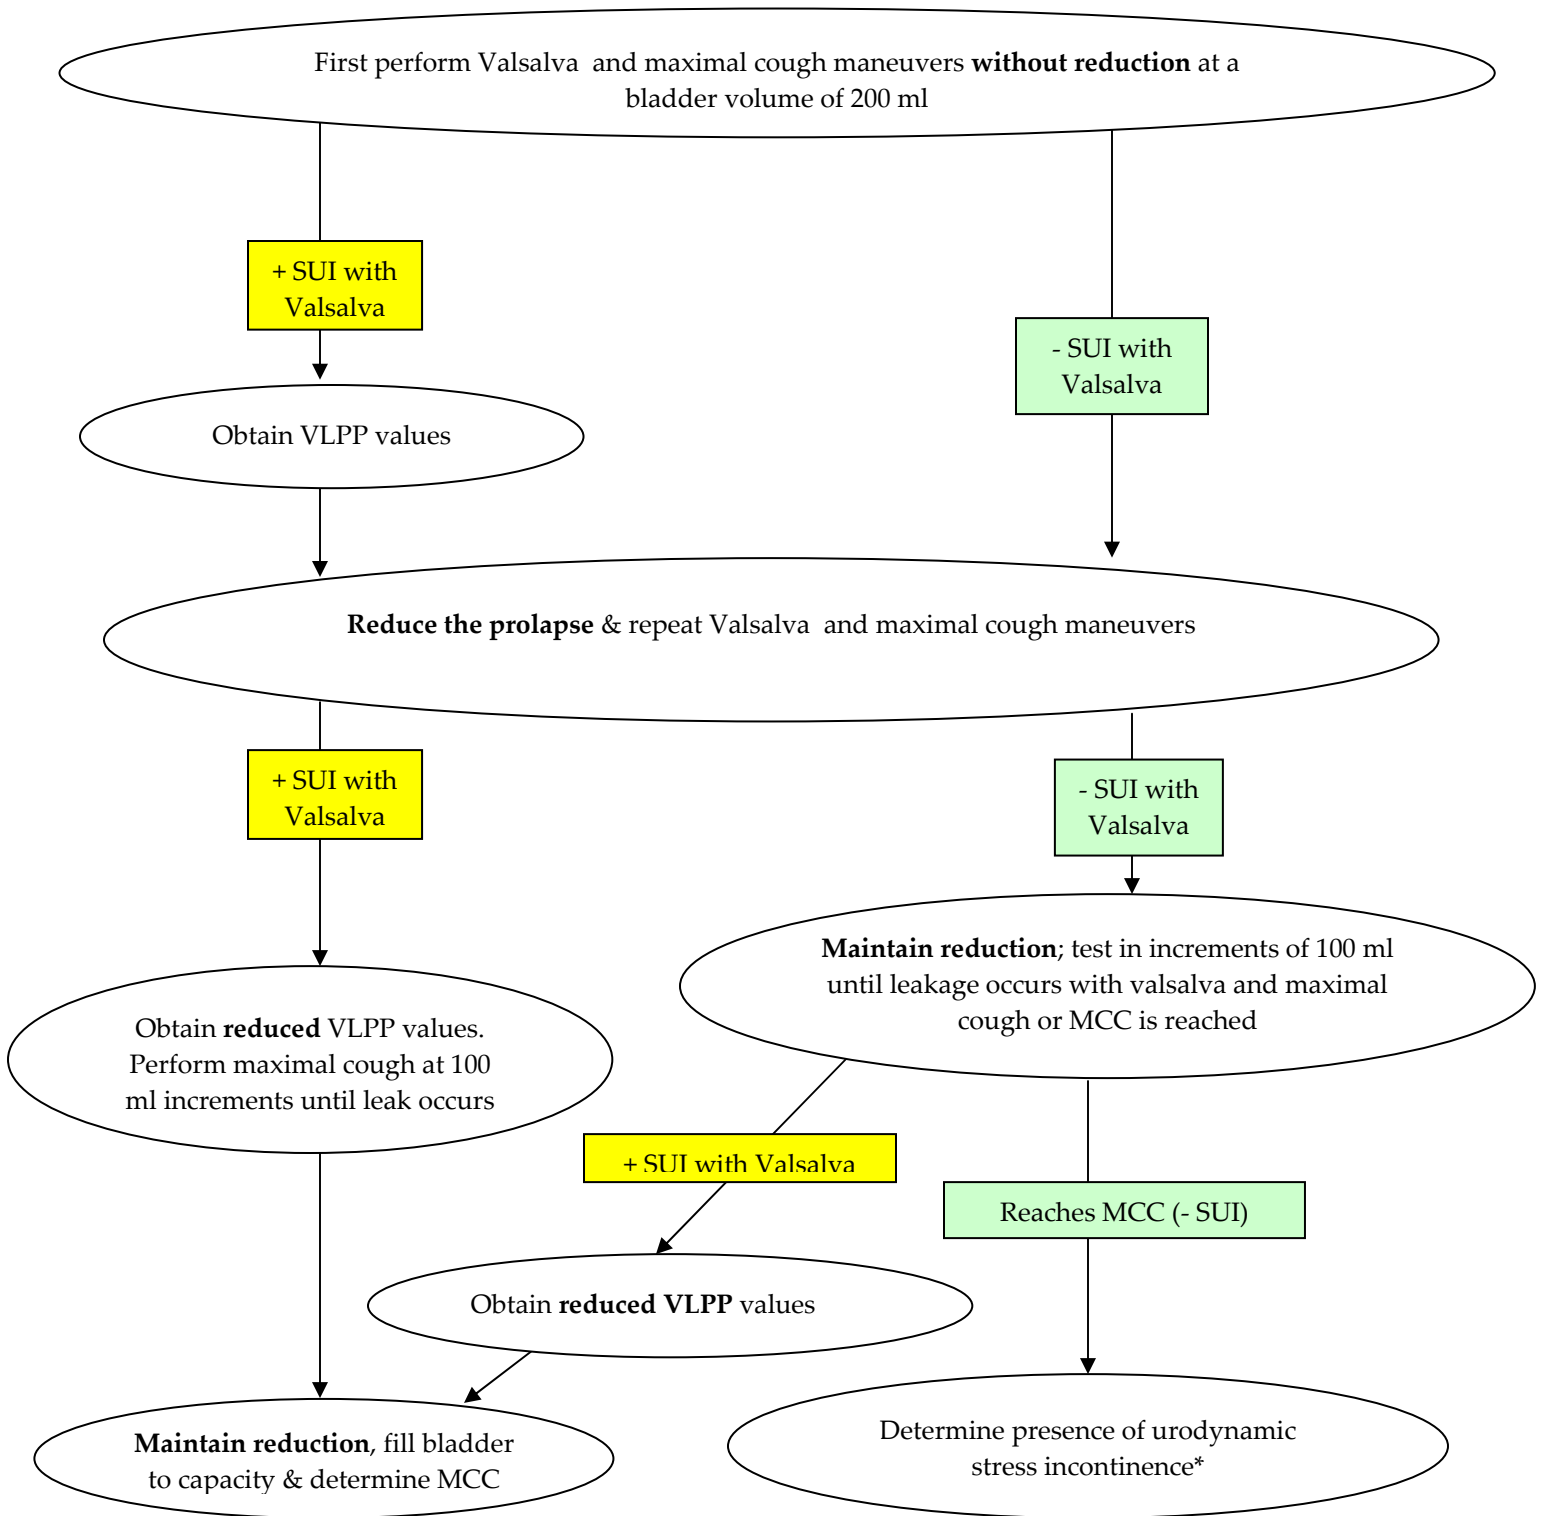 First perform Valsalva  and maximal cough maneuvers without reduction at a
bladder volume of 200 ml
+ SUI with
Valsalva
- SUI with
Valsalva
Obtain VLPP values
Reduce the prolapse & repeat Valsalva  and maximal cough maneuvers
+ SUI with
Valsalva
- SUI with
Valsalva
Maintain reduction; test in increments of 100 ml
until leakage occurs with valsalva and maximal
cough or MCC is reached
Obtain reduced VLPP values.
Perform maximal cough at 100
ml increments until leak occurs
+ SUI with Valsalva
Reaches MCC (- SUI)
Obtain reduced VLPP values
Maintain reduction, fill bladder
to capacity & determine MCC
Determine presence of urodynamic
stress incontinence*